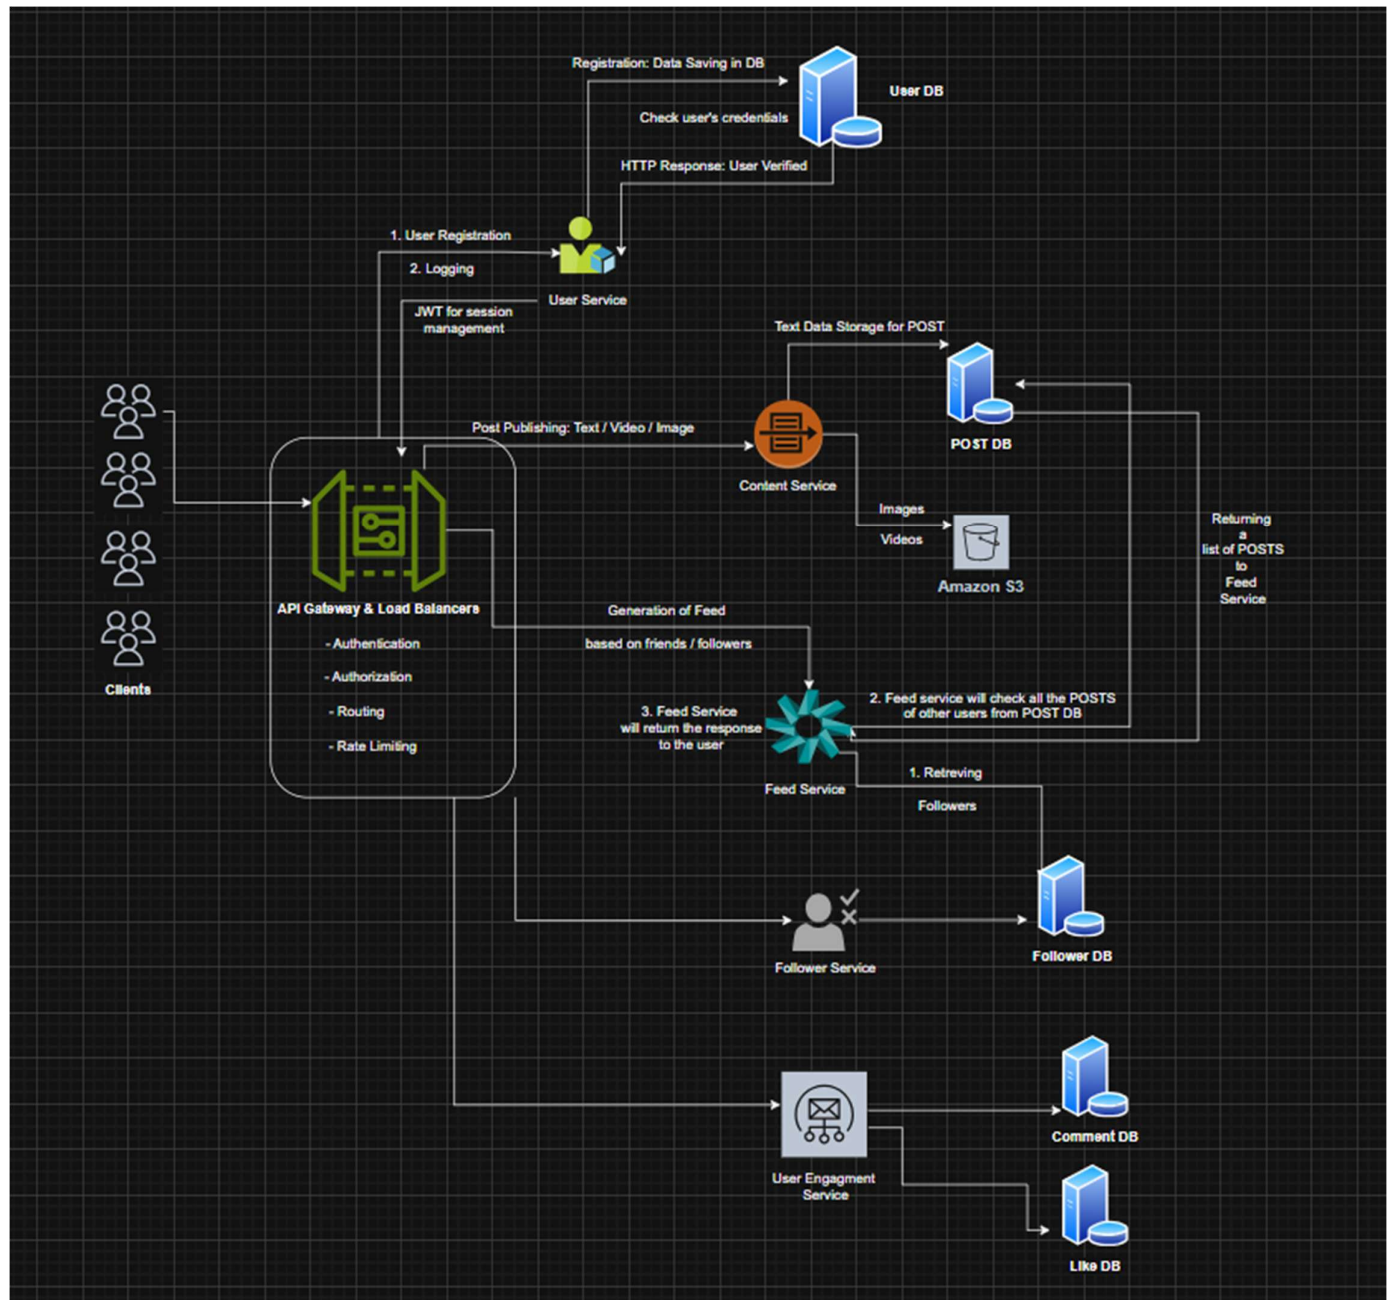 Registration: Data Saving in DB
User DB
Check user's credentials
HTTP Response: User Verified
1. User Registration
2. Logging
User Service
JWT for session
management
Text Data Storage for POST
POST DB
Post Publishing: Text / Video / Image
Content Service
Images
Videos
Amazon S3
Returning
a
list of POSTS
to
Feed
Service
API Gateway & Load Balancers
- Authentication
- Authorization
- Routing
- Rate Limiting
Clients
Generation of Feed
based on friends / followers
2. Feed service will check all the POSTS
of other users from POST DB
3. Feed Service
will return the response
to the user
Feed Service
1. Retreving
Followers
Follower Service
Follower DB
User Engagment
Service
Comment DB
Like DB